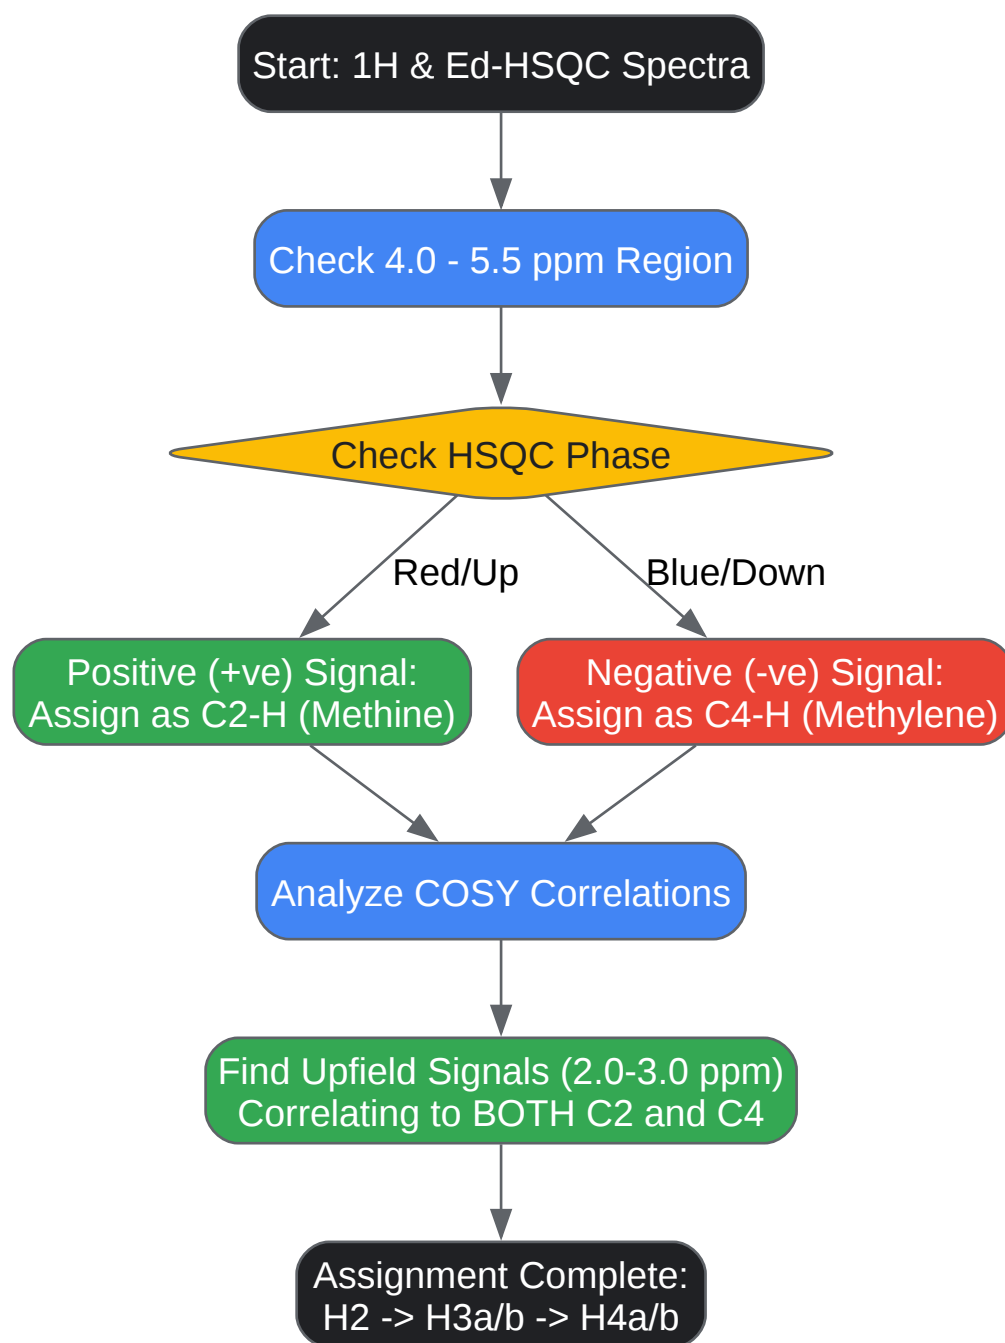 Start: 1H & Ed-HSQC Spectra
Check 4.0 - 5.5 ppm Region
Check HSQC Phase
Red/Up
Blue/Down
Positive (+ve) Signal:
Assign as C2-H (Methine)
Negative (-ve) Signal:
Assign as C4-H (Methylene)
Analyze COSY Correlations
Find Upfield Signals (2.0-3.0 ppm)
Correlating to BOTH C2 and C4
Assignment Complete:
H2 -> H3a/b -> H4a/b